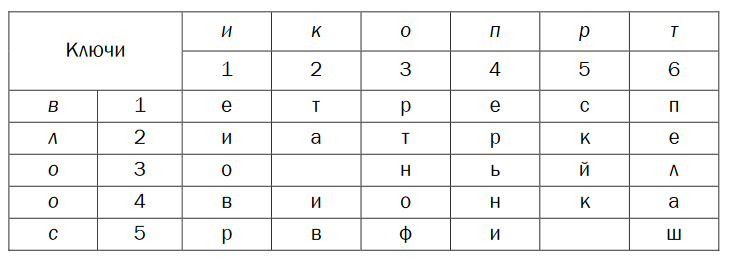 Ключи и к о п р т
1 2 3 4 5 6
в 1 е т р е с п
л 2 и а т р к е
о 3 о н ь й л
о 4 в и о н к а
с 5 р в ф и ш